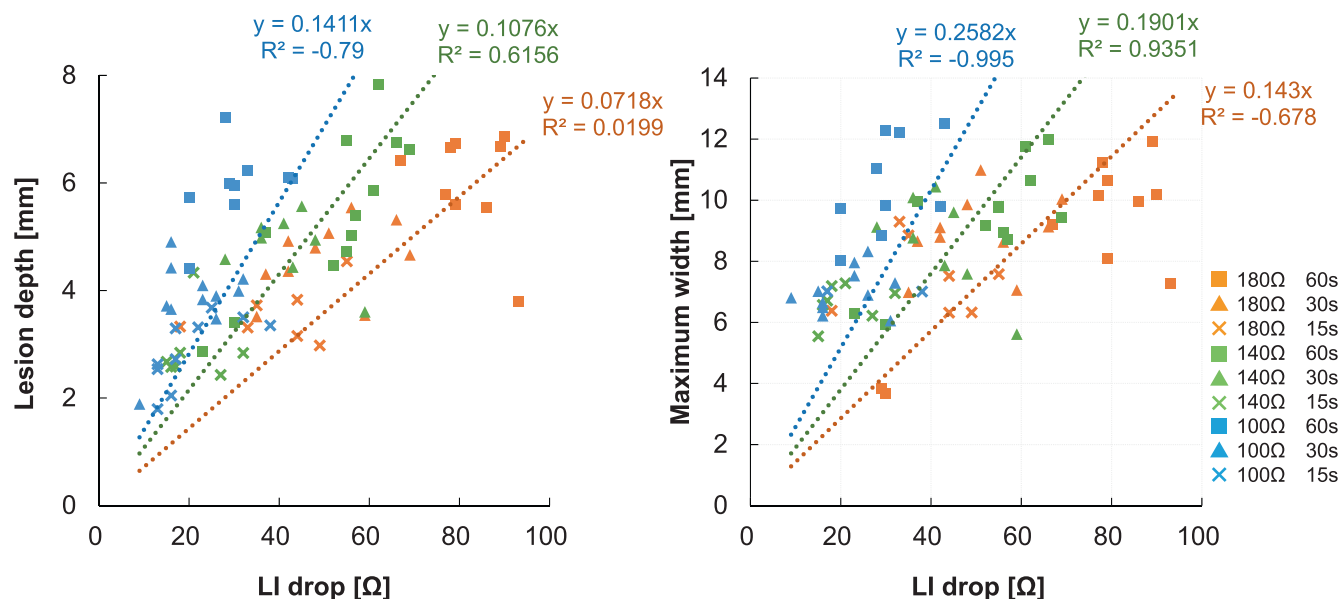 y = 0.1411x
R² = -0.79
y = 0.1076x
R² = 0.6156
y = 0.0718x
R² = 0.0199
8
6
4
2
0
0
20
40
60
80
100
Lesion depth [mm]
LI drop [Ω]
y = 0.2582x
R² = -0.995
y = 0.1901x
R² = 0.9351
y = 0.143x
R² = -0.678
14
12
10
8
6
4
2
0
0
20
40
60
80
100
Maximum width [mm]
LI drop [Ω]
180Ω 60s
180Ω 30s
180Ω 15s
140Ω 60s
140Ω 30s
140Ω 15s
100Ω 60s
100Ω 30s
100Ω 15s